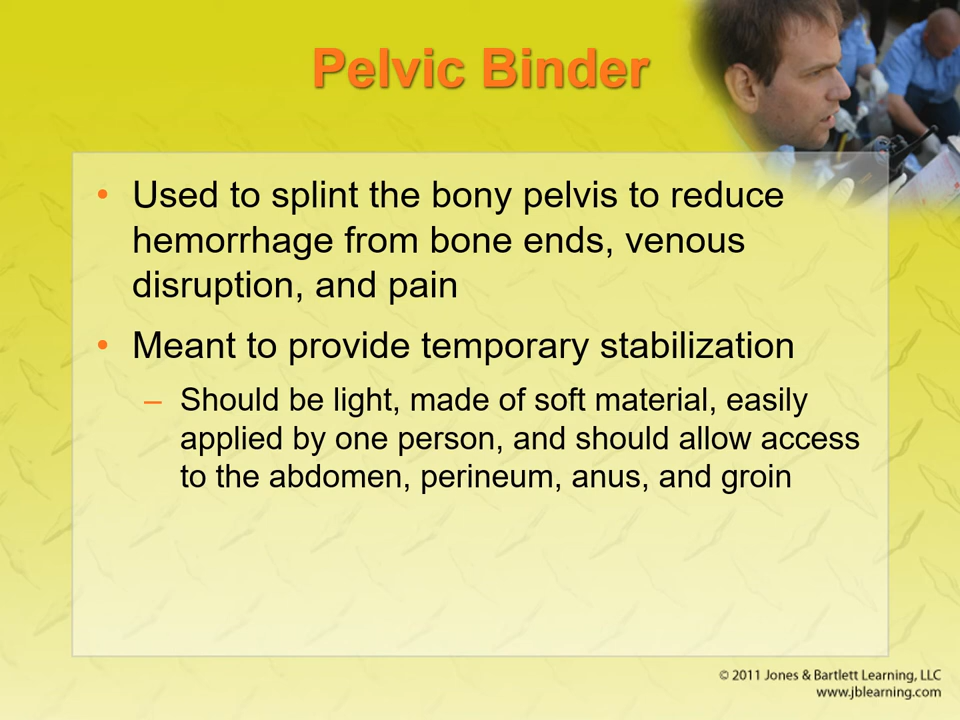 Pelvic Binder
• Used to splint the bony pelvis to reduce
hemorrhage from bone ends, venous
disruption, and pain
• Meant to provide temporary stabilization
– Should be light, made of soft material, easily
applied by one person, and should allow access
to the abdomen, perineum, anus, and groin
© 2011 Jones & Bartlett Learning, LLC
www.jblearning.com